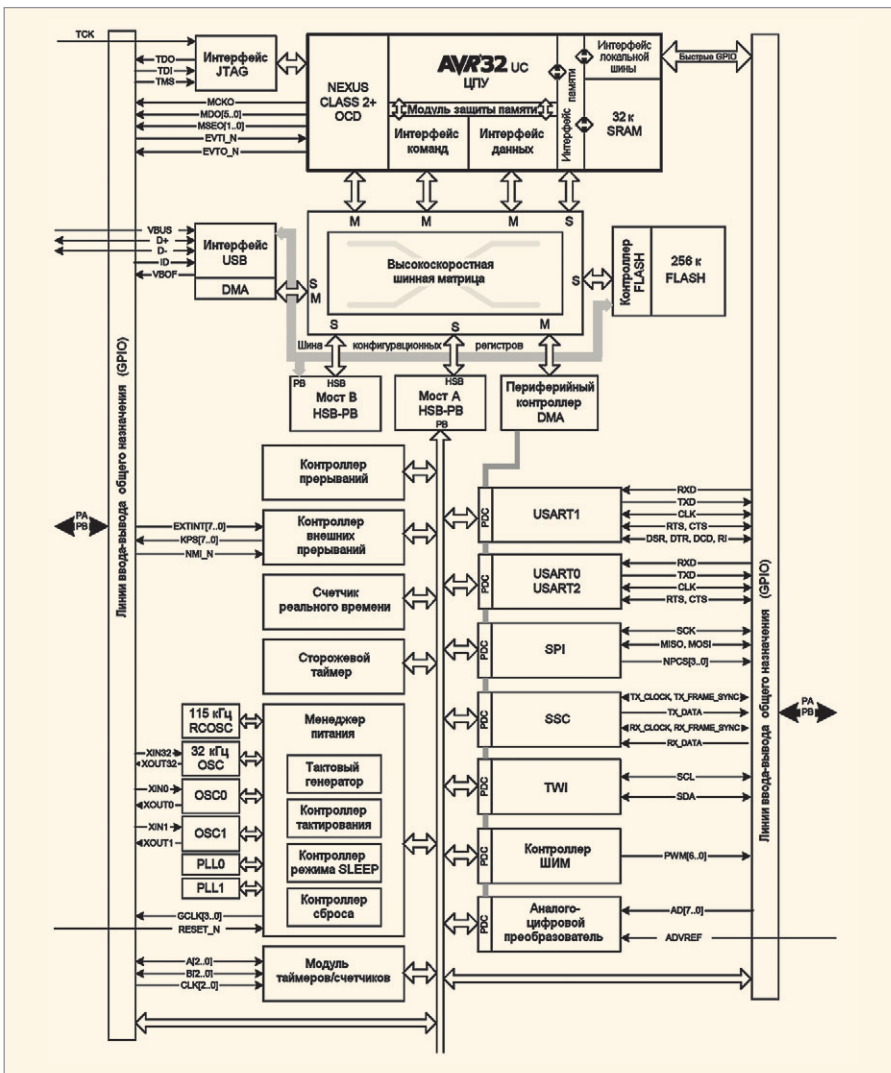 TCK
TDO
TDI
TMS
Интерфейс
JTAG
MCKO
MDO[5..0]
MSEO[1..0]
EVTI_N
EVTO_N
NEXUS
CLASS 2+
OCD
AVR32 UC
ЦПУ
Модуль защиты памяти
Интерфейс
команд
Интерфейс
данных
Интерфейс памяти
Интерфейс
локальной
шины
32 к
SRAM
Быстрые GPIO
VBUS
D+
D-
ID
VBOF
Интерфейс
USB
DMA
M
M
M
S
S
M
Высокоскоростная
шинная матрица
S
S
S
M
Контроллер
FLASH
256 к
FLASH
Шина конфигурационных регистров
PB
HSB
Мост B
HSB-PB
HSB
Мост A
HSB-PB
PB
Периферийный
контроллер
DMA
Линии ввода-вывода общего назначения (GPIO)
PA
PB
Контроллер
прерываний
EXTINT[7..0]
KPS[7..0]
NMI_N
Контроллер
внешних
прерываний
Счетчик
реального времени
Сторожевой
таймер
115 кГц
RCOSC
XIN32
XOUT32
32 кГц
OSC
XIN0
XOUT0
OSC0
XIN1
XOUT1
OSC1
PLL0
PLL1
GCLK[3..0]
RESET_N
Менеджер
питания
Тактовый
генератор
Контроллер
тактирования
Контроллер
режима SLEEP
Контроллер
сброса
A[2..0]
B[2..0]
CLK[2..0]
Модуль
таймеров/счетчиков
PDC
USART1
RXD
TXD
CLK
RTS, CTS
DSR, DTR, DCD, RI
PDC
USART0
USART2
RXD
TXD
CLK
RTS, CTS
PDC
SPI
SCK
MISO, MOSI
NPCS[3..0]
PDC
SSC
TX_CLOCK, TX_FRAME_SYNC
TX_DATA
RX_CLOCK, RX_FRAME_SYNC
RX_DATA
PDC
TWI
SCL
SDA
PDC
Контроллер
ШИМ
PWM[6..0]
PDC
Аналого-
цифровой
преобразователь
AD[7..0]
ADVREF
Линии ввода-вывода общего назначения (GPIO)
PA
PB